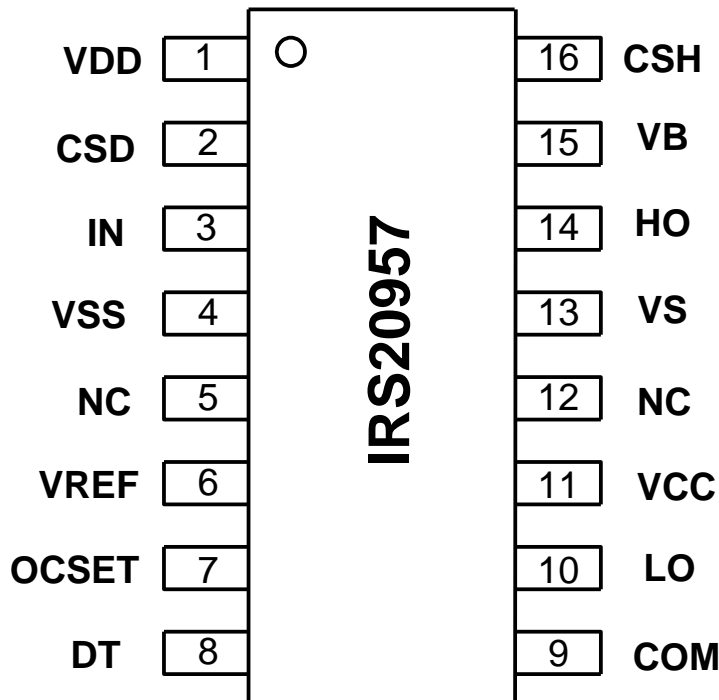 VDD 1 16 CSH
CSD 2 15 VB
IN 3 14 HO
VSS 4 13 VS
NC 5 12 NC
VREF 6 11 VCC
OCSET 7 10 LO
DT 8 9 COM
IRS20957